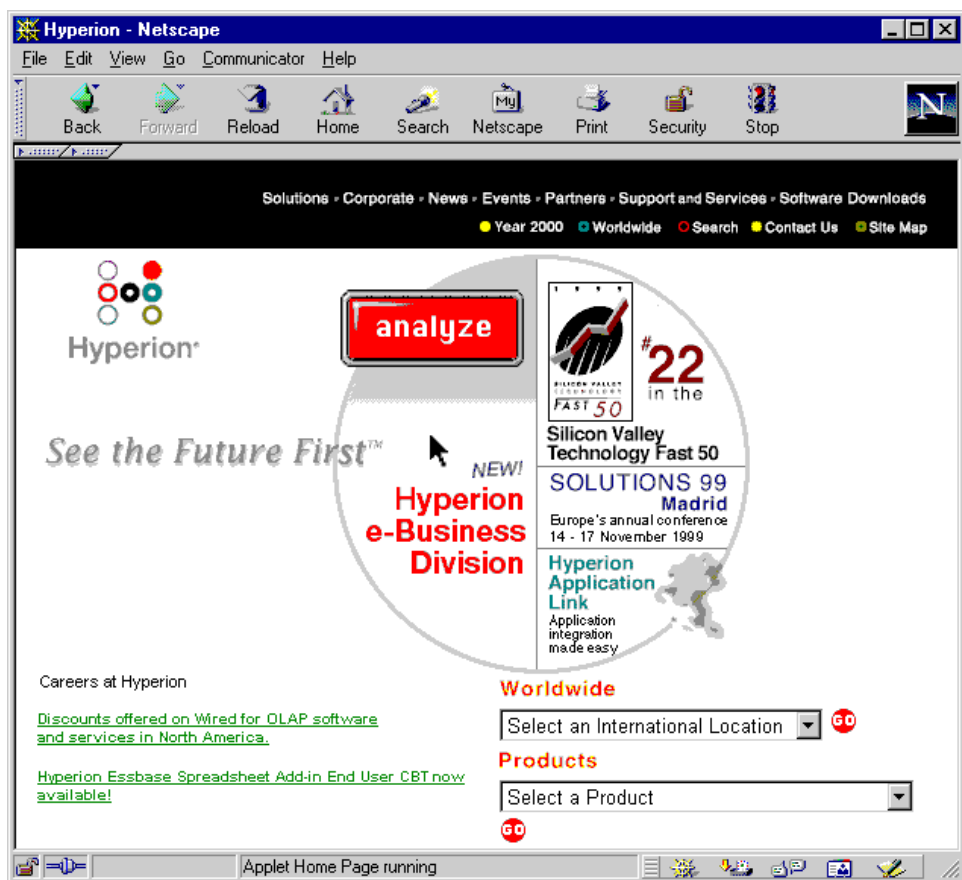 Hyperion - Netscape
File Edit View Go Communicator Help
My
N
Back Forward Reload Home Search Netscape Print Security Stop
Solutions - Corporate - News - Events - Partners - Support and Services - Software Downloads
Year 2000 Worldwide Search Contact Us Site Map
Hyperion
See the Future First™
analyze
NEW!
Hyperion
e-Business
Division
1999
SILICON VALLEY
TECHNOLOGY
FAST 50
#22
in the
Silicon Valley
Technology Fast 50
SOLUTIONS 99
Madrid
Europe's annual conference
14 - 17 November 1999
Hyperion
Application
Link
Application
integration
made easy
Careers at Hyperion
Discounts offered on Wired for OLAP software
and services in North America.
Hyperion Essbase Spreadsheet Add-in End User CBT now
available!
Worldwide
Select an International Location GO
Products
Select a Product
GO
Applet Home Page running